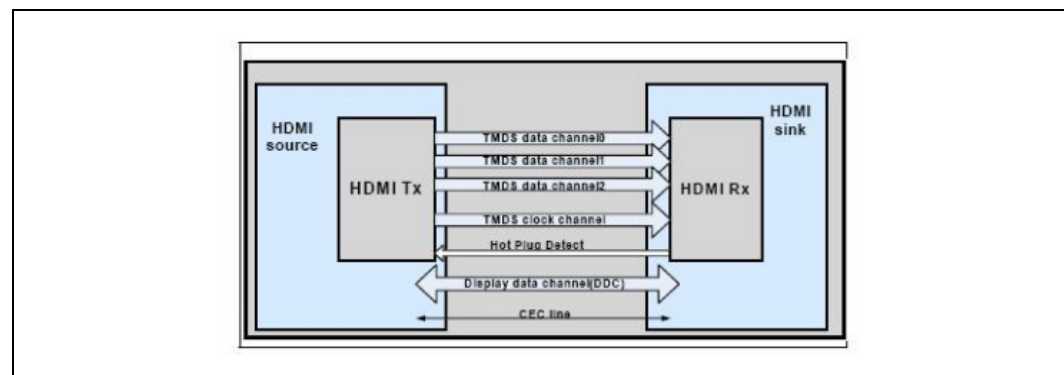 HDMI
source
HDMI Tx
TMDS data channel0
TMDS data channel1
TMDS data channel2
TMDS clock channel
Hot Plug Detect
Display data channel(DDC)
CEC line
HDMI Rx
HDMI
sink